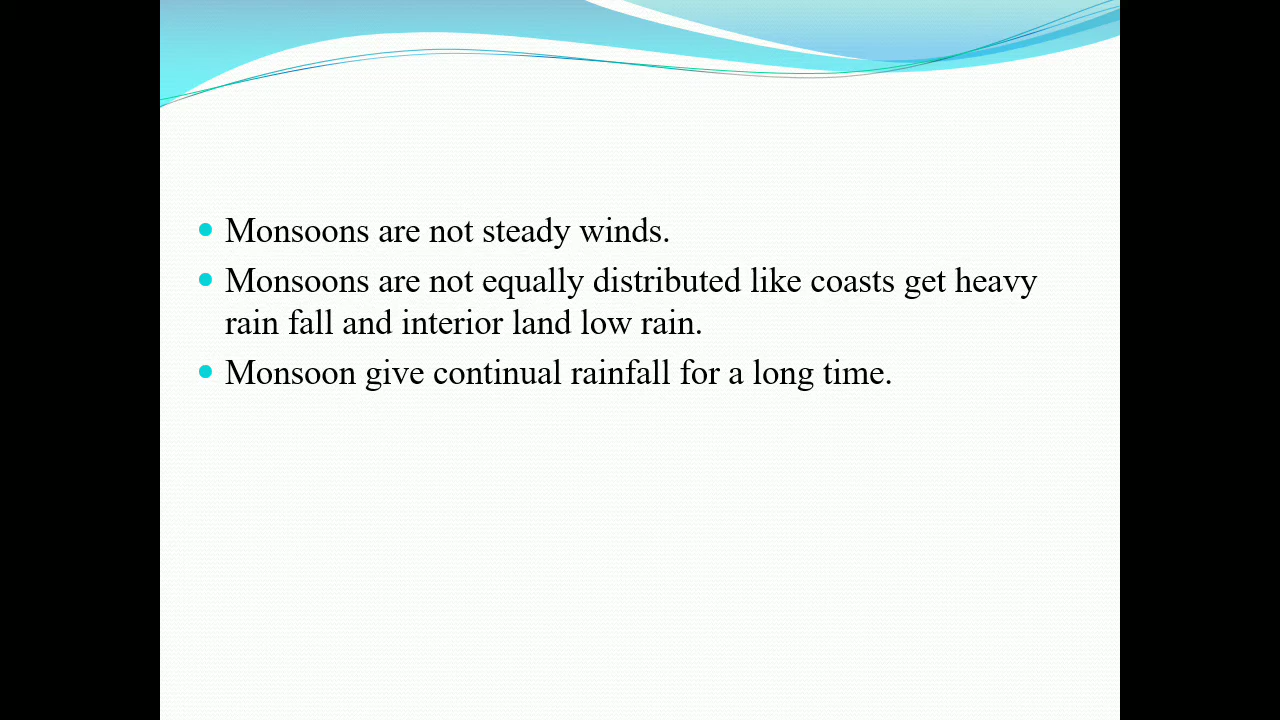 Monsoons are not steady winds.
Monsoons are not equally distributed like coasts get heavy
rain fall and interior land low rain.
Monsoon give continual rainfall for a long time.